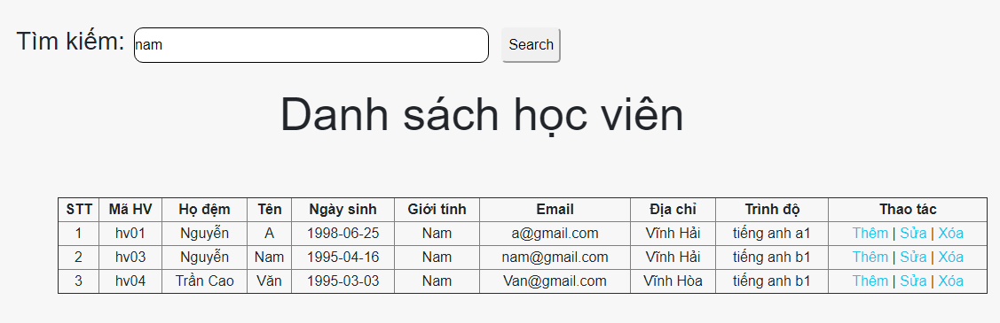 Tìm kiếm: nam Search
Danh sách học viên
STT Mã HV Họ đệm Tên Ngày sinh Giới tính Email Địa chỉ Trình độ Thao tác
1 hv01 Nguyễn A 1998-06-25 Nam a@gmail.com Vĩnh Hải tiếng anh a1 Thêm | Sửa | Xóa
2 hv03 Nguyễn Nam 1995-04-16 Nam nam@gmail.com Vĩnh Hải tiếng anh b1 Thêm | Sửa | Xóa
3 hv04 Trần Cao Văn 1995-03-03 Nam Van@gmail.com Vĩnh Hòa tiếng anh b1 Thêm | Sửa | Xóa